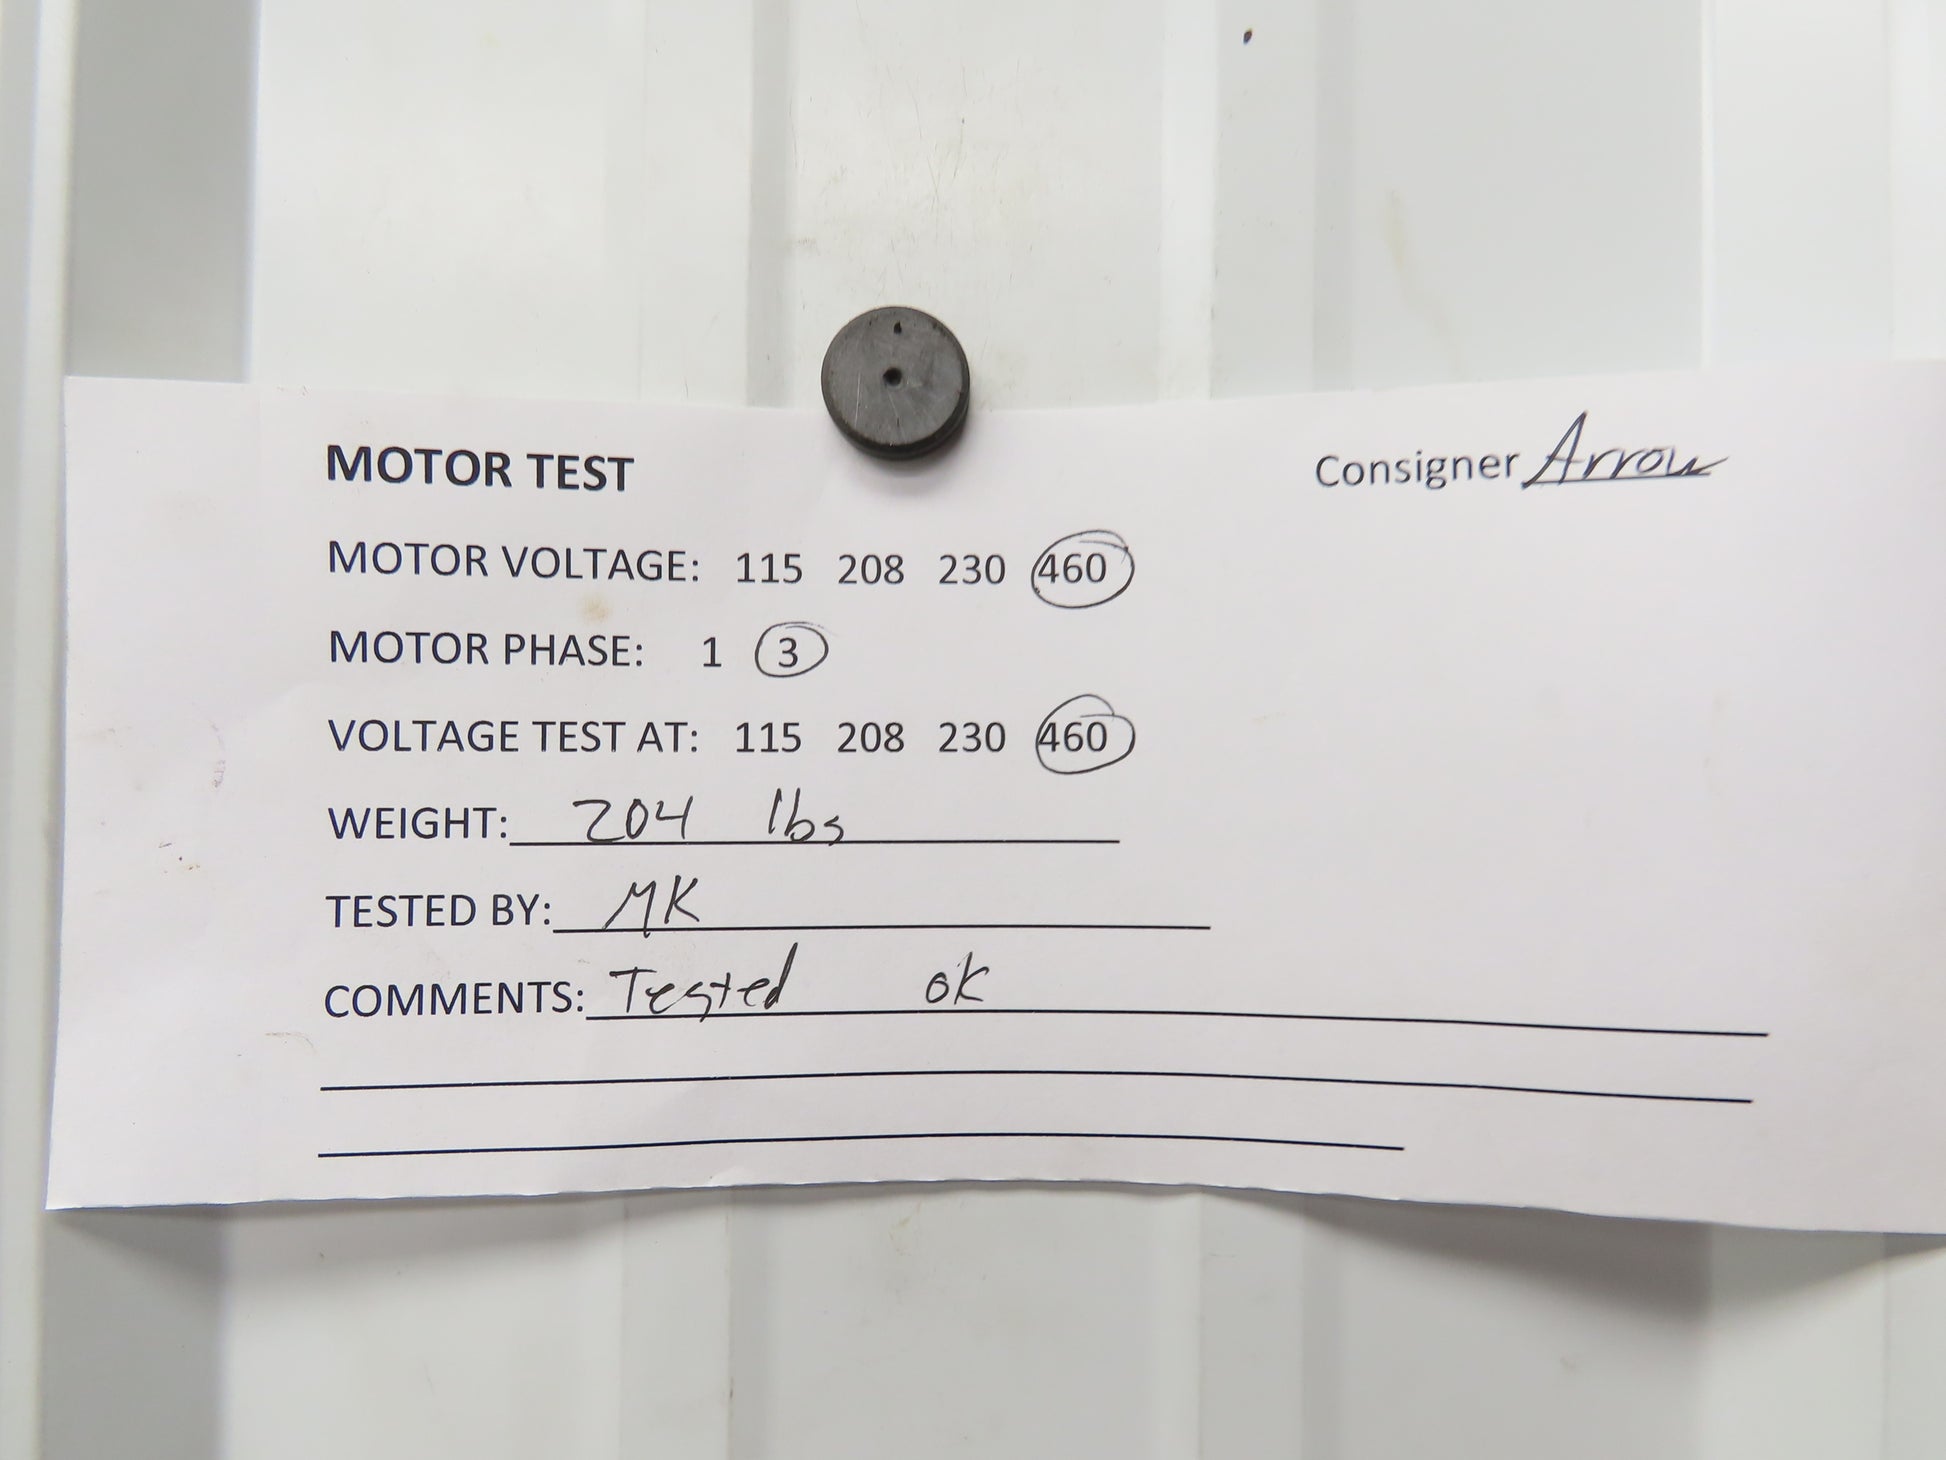 MOTOR TEST Consigner Arrow
MOTOR VOLTAGE: 115 208 230 460
MOTOR PHASE: 1 3
VOLTAGE TEST AT: 115 208 230 460
WEIGHT: 204 lbs
TESTED BY: MK
COMMENTS: Tested ok